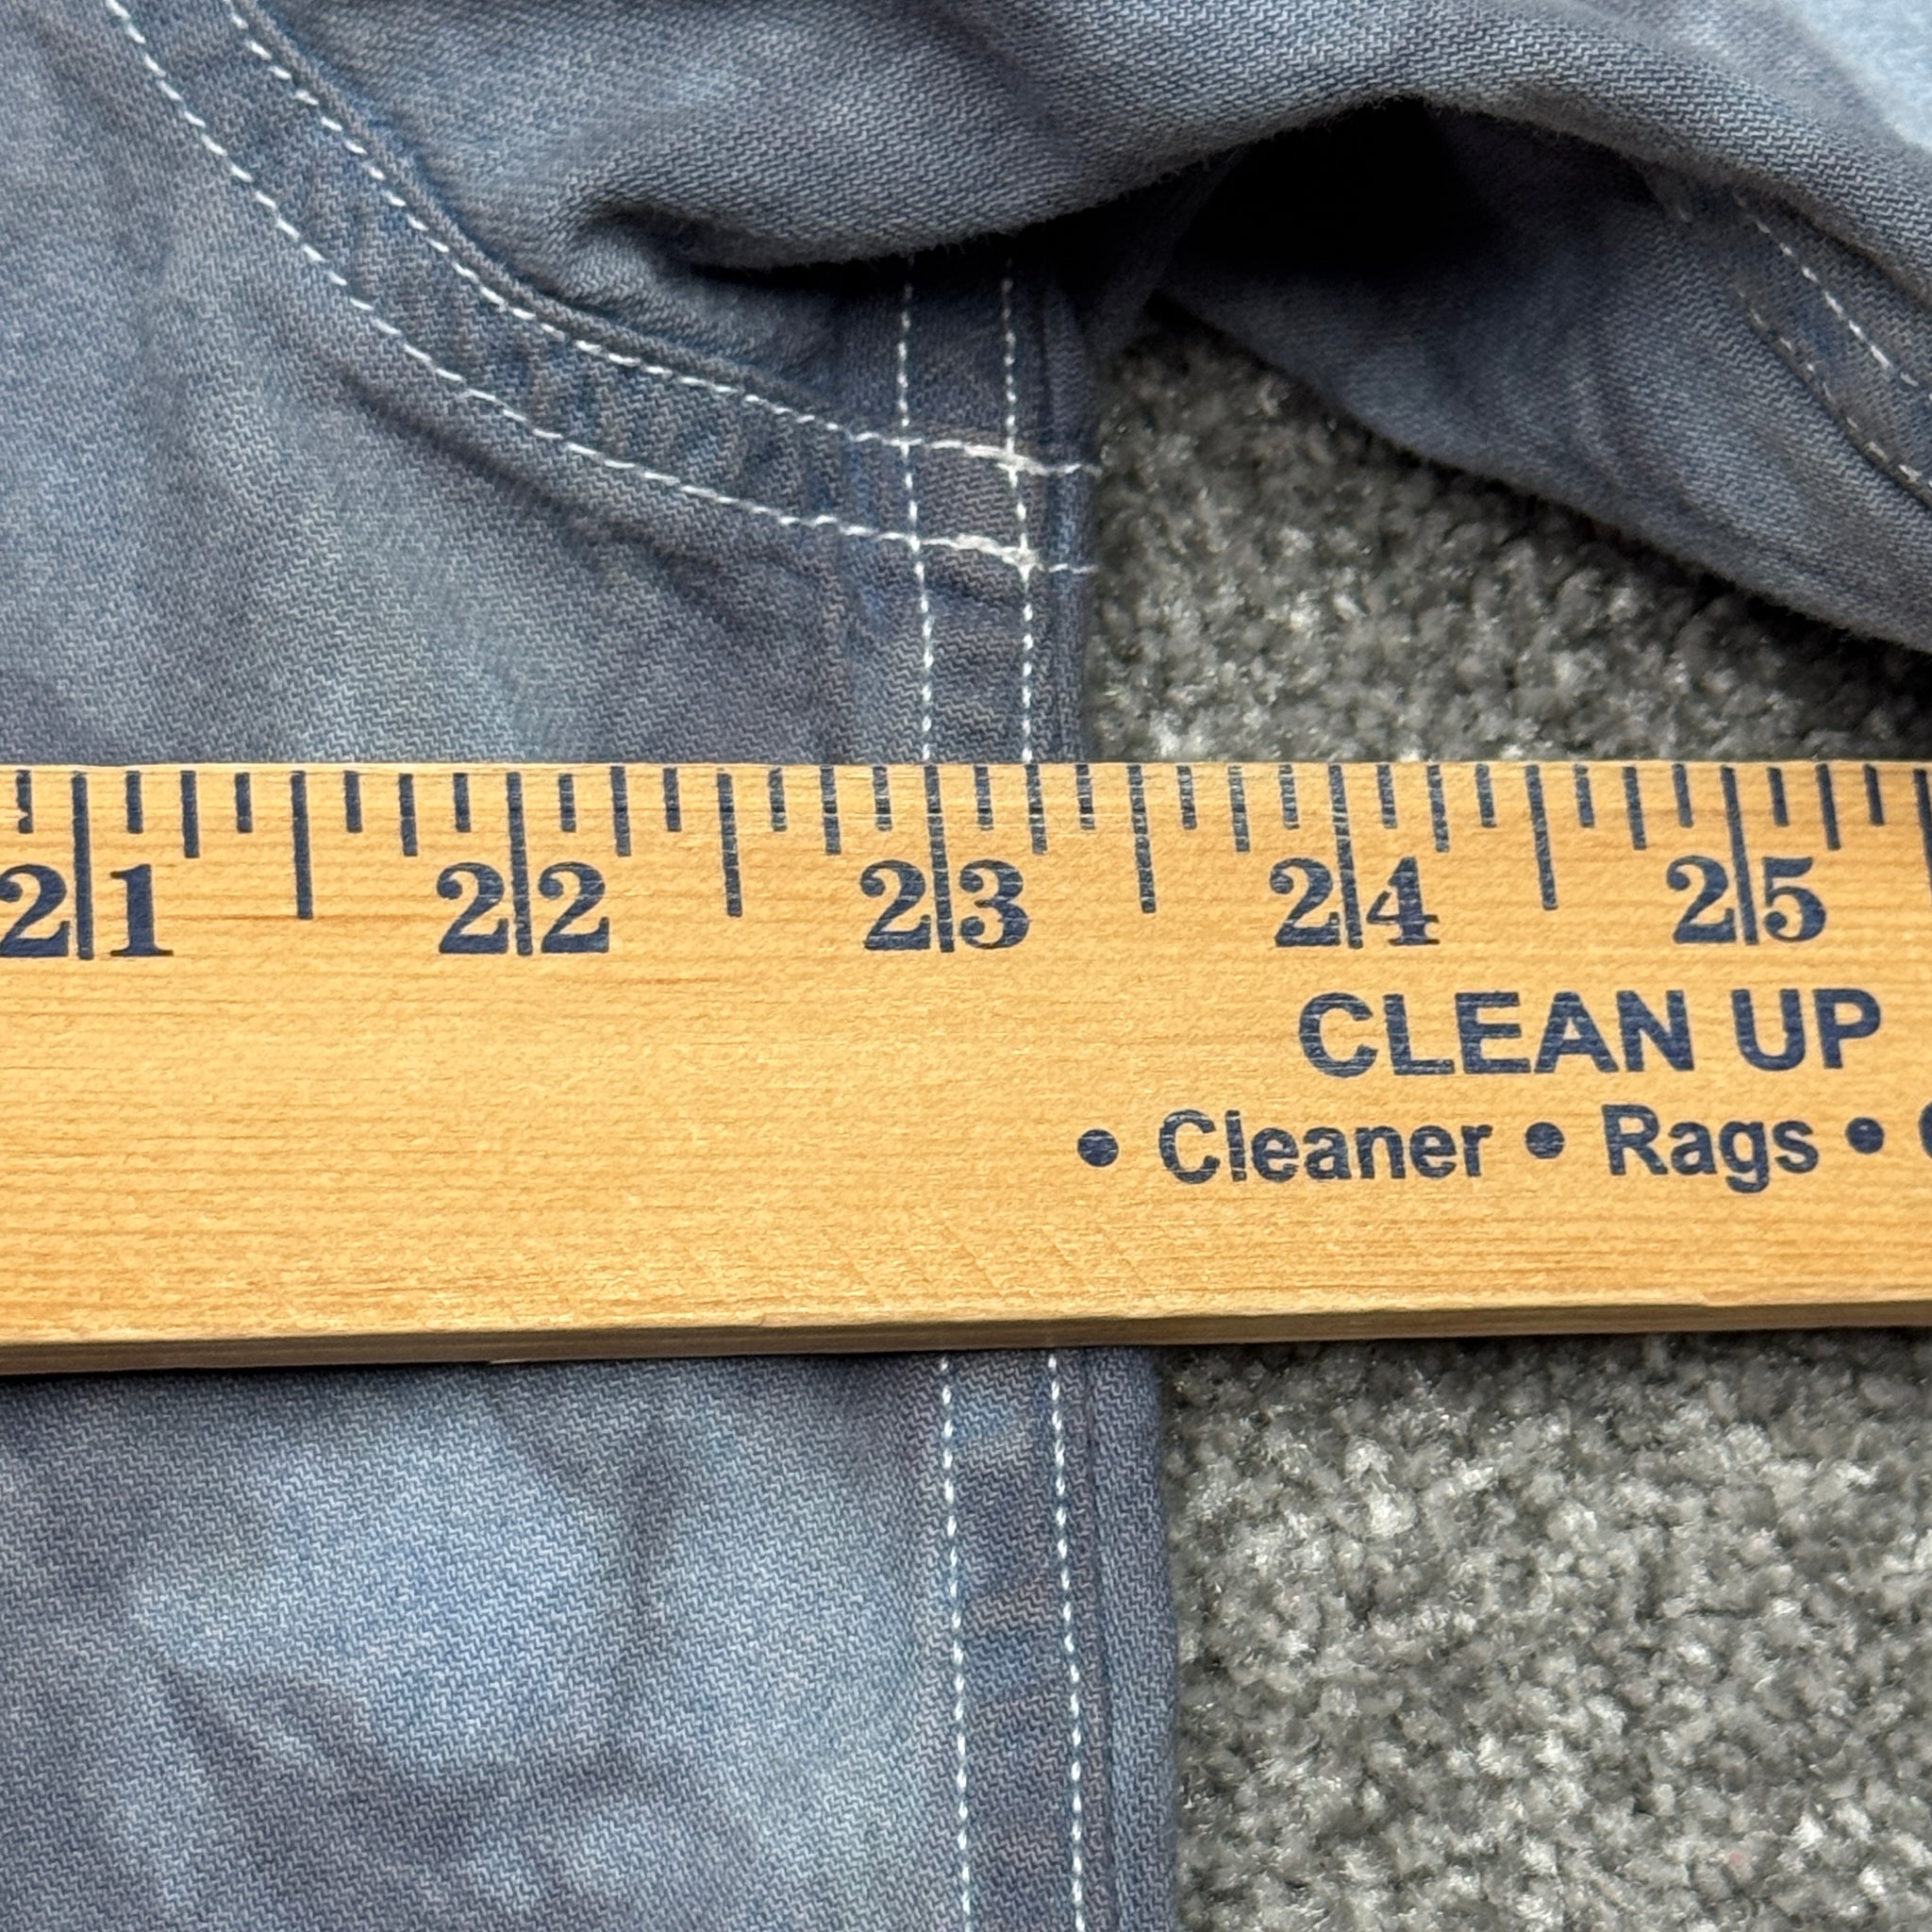 21 22 23 24 25
CLEAN UP
• Cleaner • Rags •